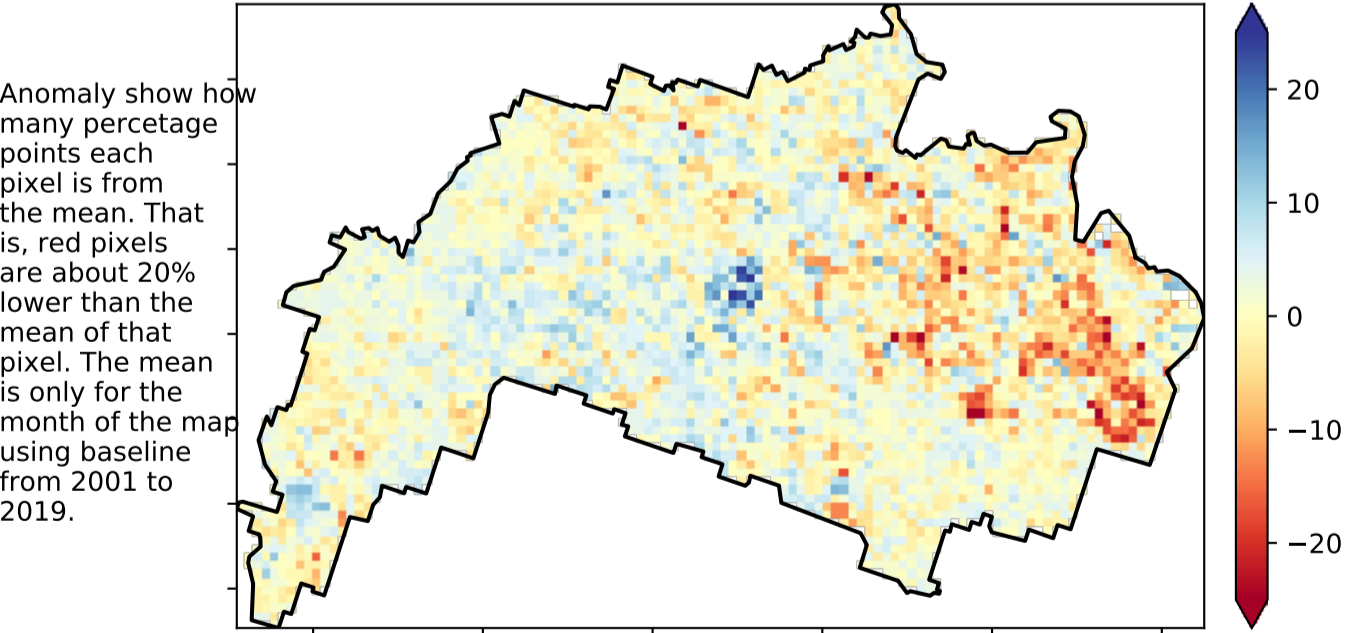 Anomaly show how
many percetage
points each
pixel is from
the mean. That
is, red pixels
are about 20%
lower than the
mean of that
pixel. The mean
is only for the
month of the map
using baseline
from 2001 to
2019.
20
10
0
−10
−20